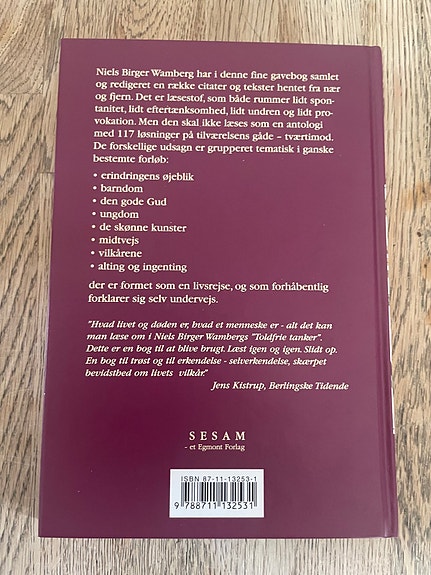 Niels Birger Wamberg har i denne fine gavebog samlet
og redigeret en række citater og tekster hentet fra nær
og fjern. Det er læsestof, som både rummer lidt spon-
tanitet, lidt eftertænksomhed, lidt undren og lidt pro-
vokation. Men den skal ikke læses som en antologi
med 117 løsninger på tilværelsens gåde – tværtimod.
De forskellige udsagn er grupperet tematisk i ganske
bestemte forløb:
• erindringens øjeblik
• barndom
• den gode Gud
• ungdom
• de skønne kunster
• midtvejs
• vilkårene
• alting og ingenting
der er formet som en livsrejse, og som forhåbentlig
forklarer sig selv undervejs.
"Hvad livet og døden er, hvad et menneske er - alt det kan
man læse om i Niels Birger Wambergs "Toldfrie tanker".
Dette er en bog til at blive brugt. Læst igen og igen. Slidt op.
En bog til trøst og til erkendelse - selverkendelse, skærpet
bevidsthed om livets vilkår."
Jens Kistrup, Berlingske Tidende
SESAM
- et Egmont Forlag
ISBN 87-11-13253-1
9 788711 132531